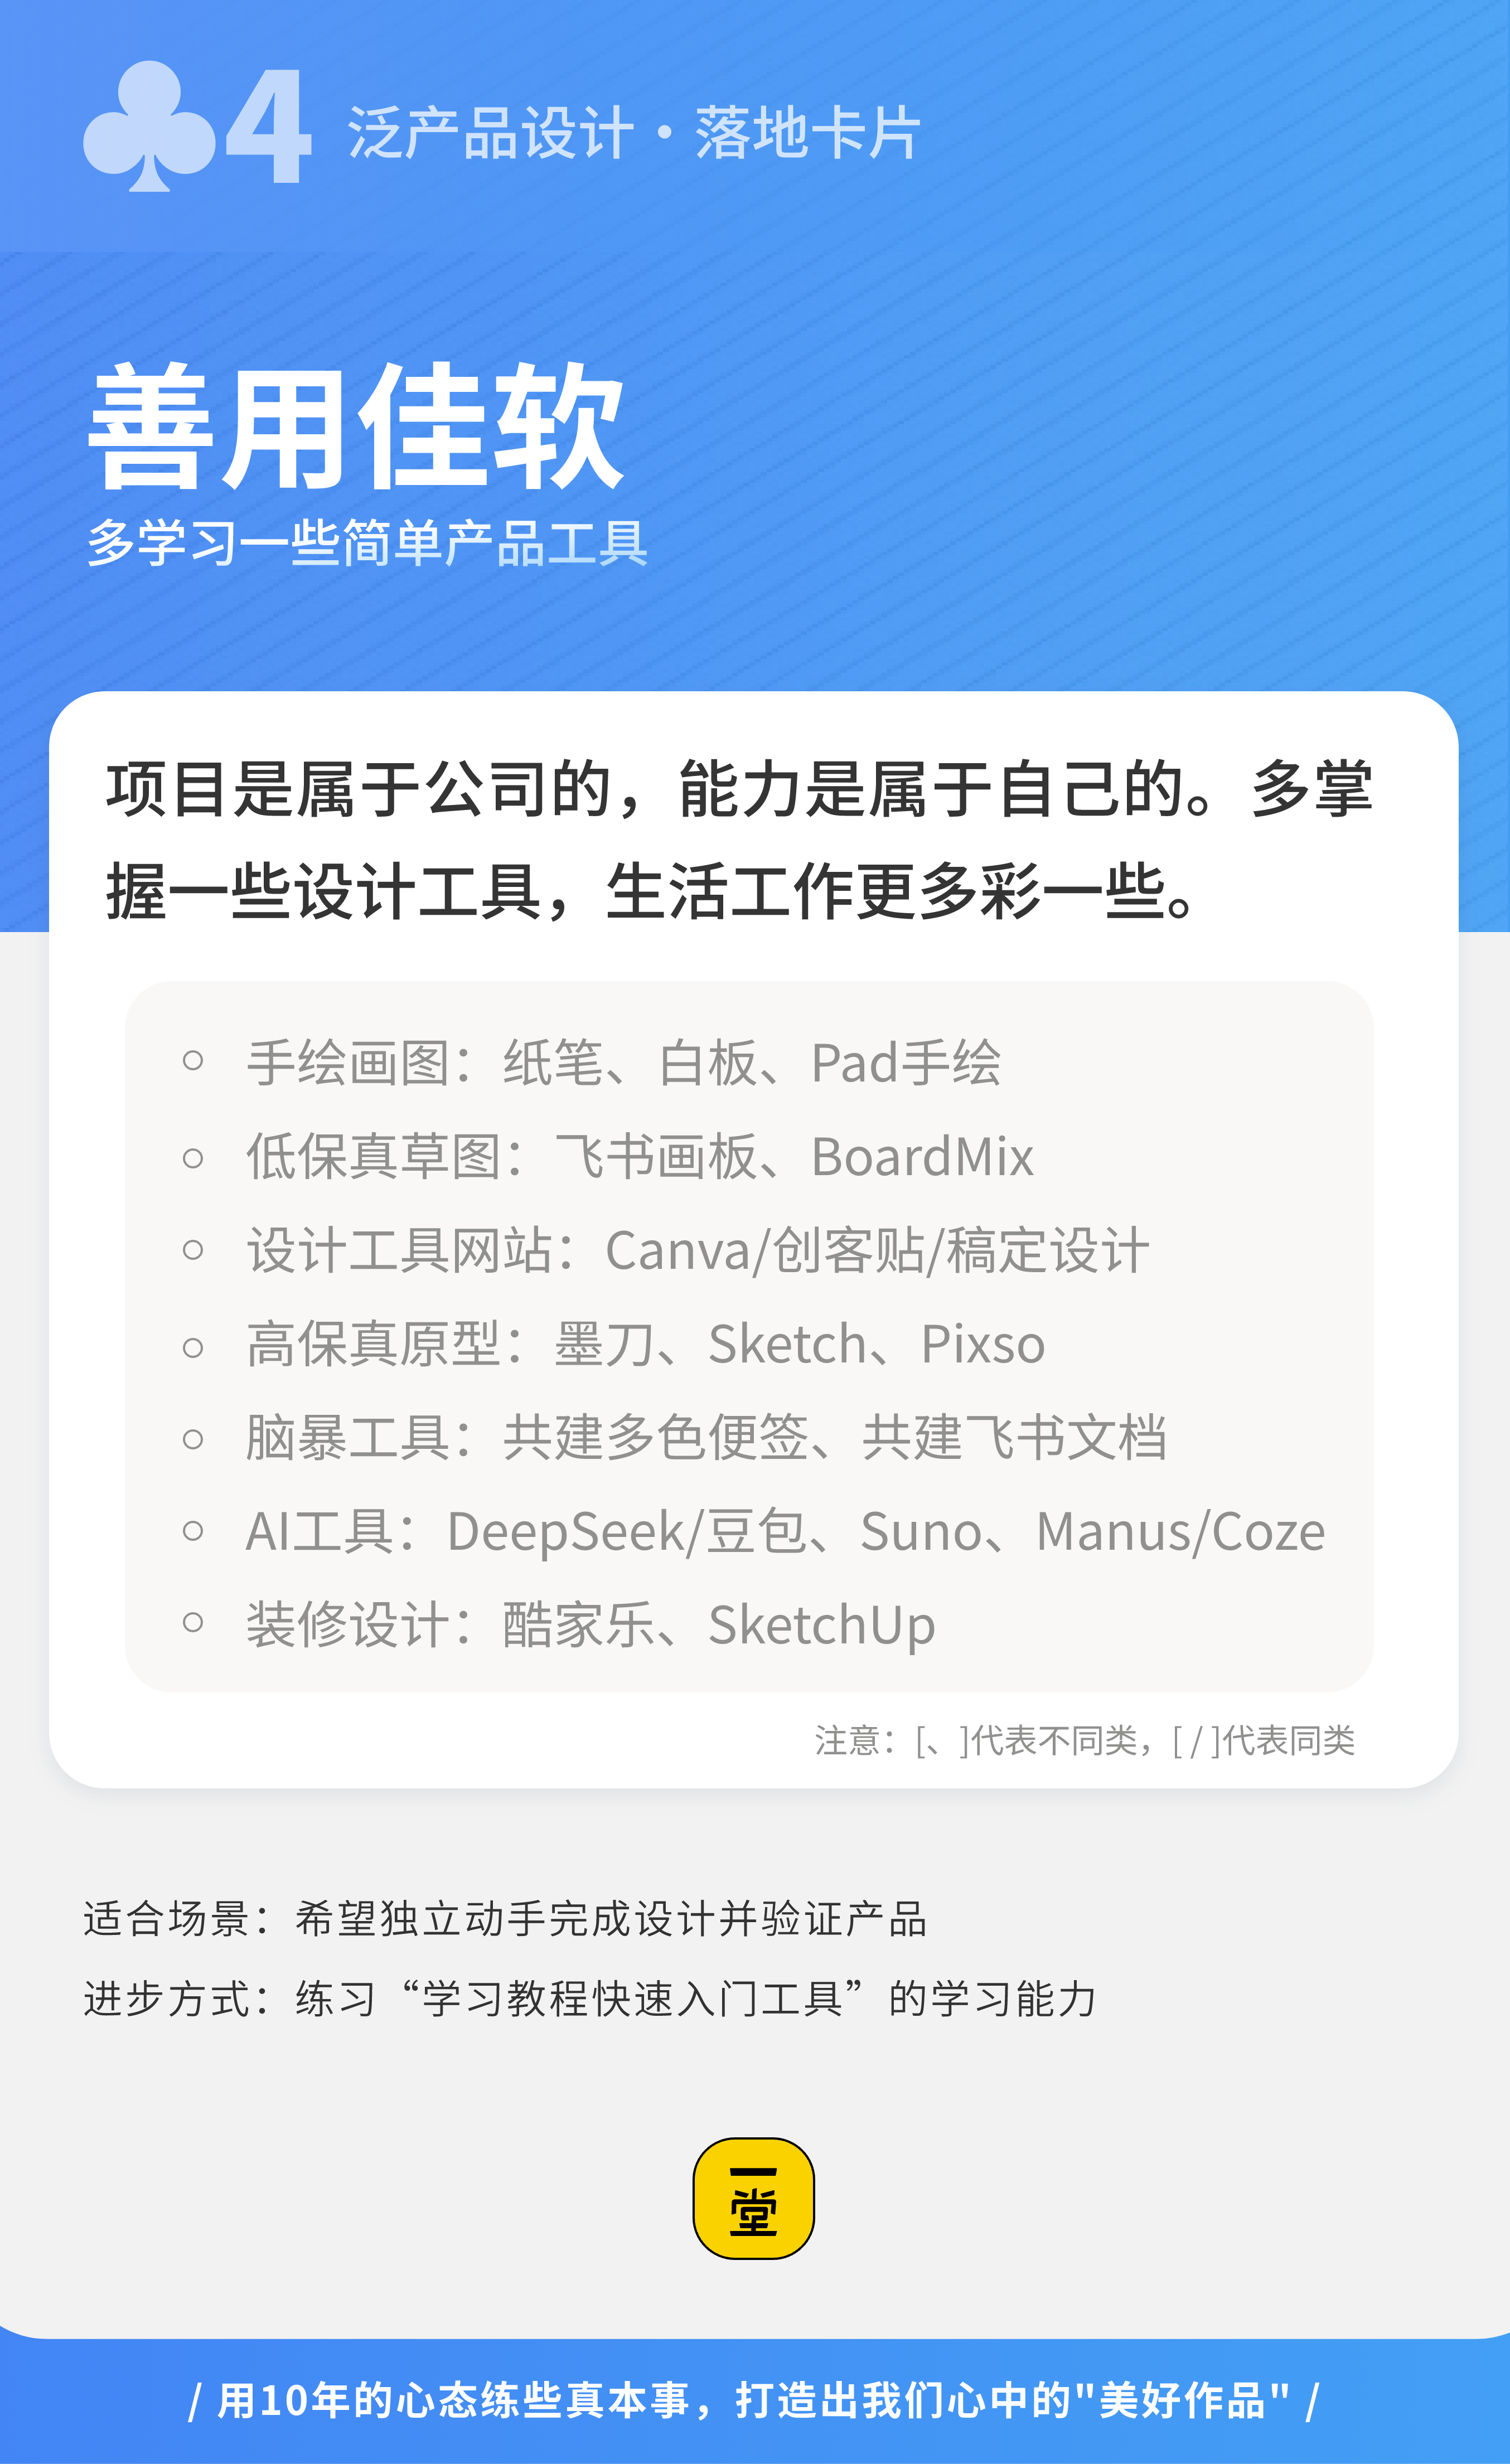 ♣4 泛产品设计·落地卡片
善用佳软
多学习一些简单产品工具
项目是属于公司的，能力是属于自己的。多掌
握一些设计工具，生活工作更多彩一些。
○ 手绘画图：纸笔、白板、Pad手绘
○ 低保真草图：飞书画板、BoardMix
○ 设计工具网站：Canva/创客贴/稿定设计
○ 高保真原型：墨刀、Sketch、Pixso
○ 脑暴工具：共建多色便签、共建飞书文档
○ AI工具：DeepSeek/豆包、Suno、Manus/Coze
○ 装修设计：酷家乐、SketchUp
注意：[、]代表不同类，[ / ]代表同类
适合场景：希望独立动手完成设计并验证产品
进步方式：练习“学习教程快速入门工具”的学习能力
一
堂
/ 用10年的心态练些真本事，打造出我们心中的"美好作品" /